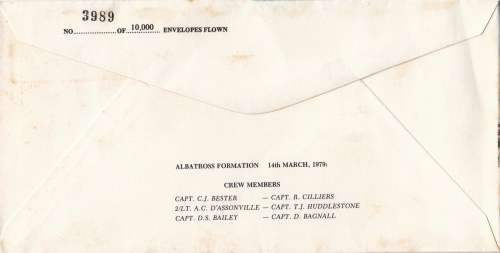 3989
NO. OF 10,000 ENVELOPES FLOWN
ALBATROSS FORMATION 14th MARCH, 1979:
CREW MEMBERS
CAPT. C.J. BESTER — CAPT. R. CILLIERS
2/LT. A.C. D'ASSONVILLE — CAPT. T.J. HUDDLESTONE
CAPT. D.S. BAILEY — CAPT. D. BAGNALL